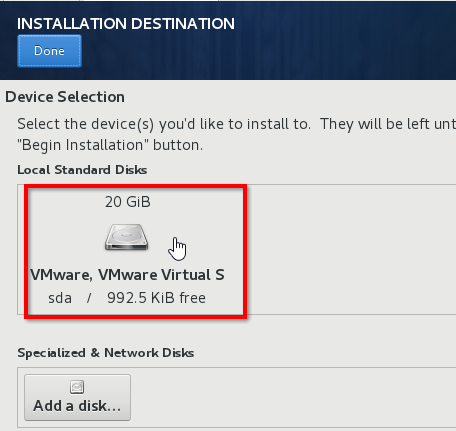 INSTALLATION DESTINATION
Done
Device Selection
Select the device(s) you'd like to install to. They will be left
"Begin Installation" button.
Local Standard Disks
20 GiB
VMware, VMware Virtual S
sda / 992.5 KiB free
Specialized & Network Disks
Add a disk...